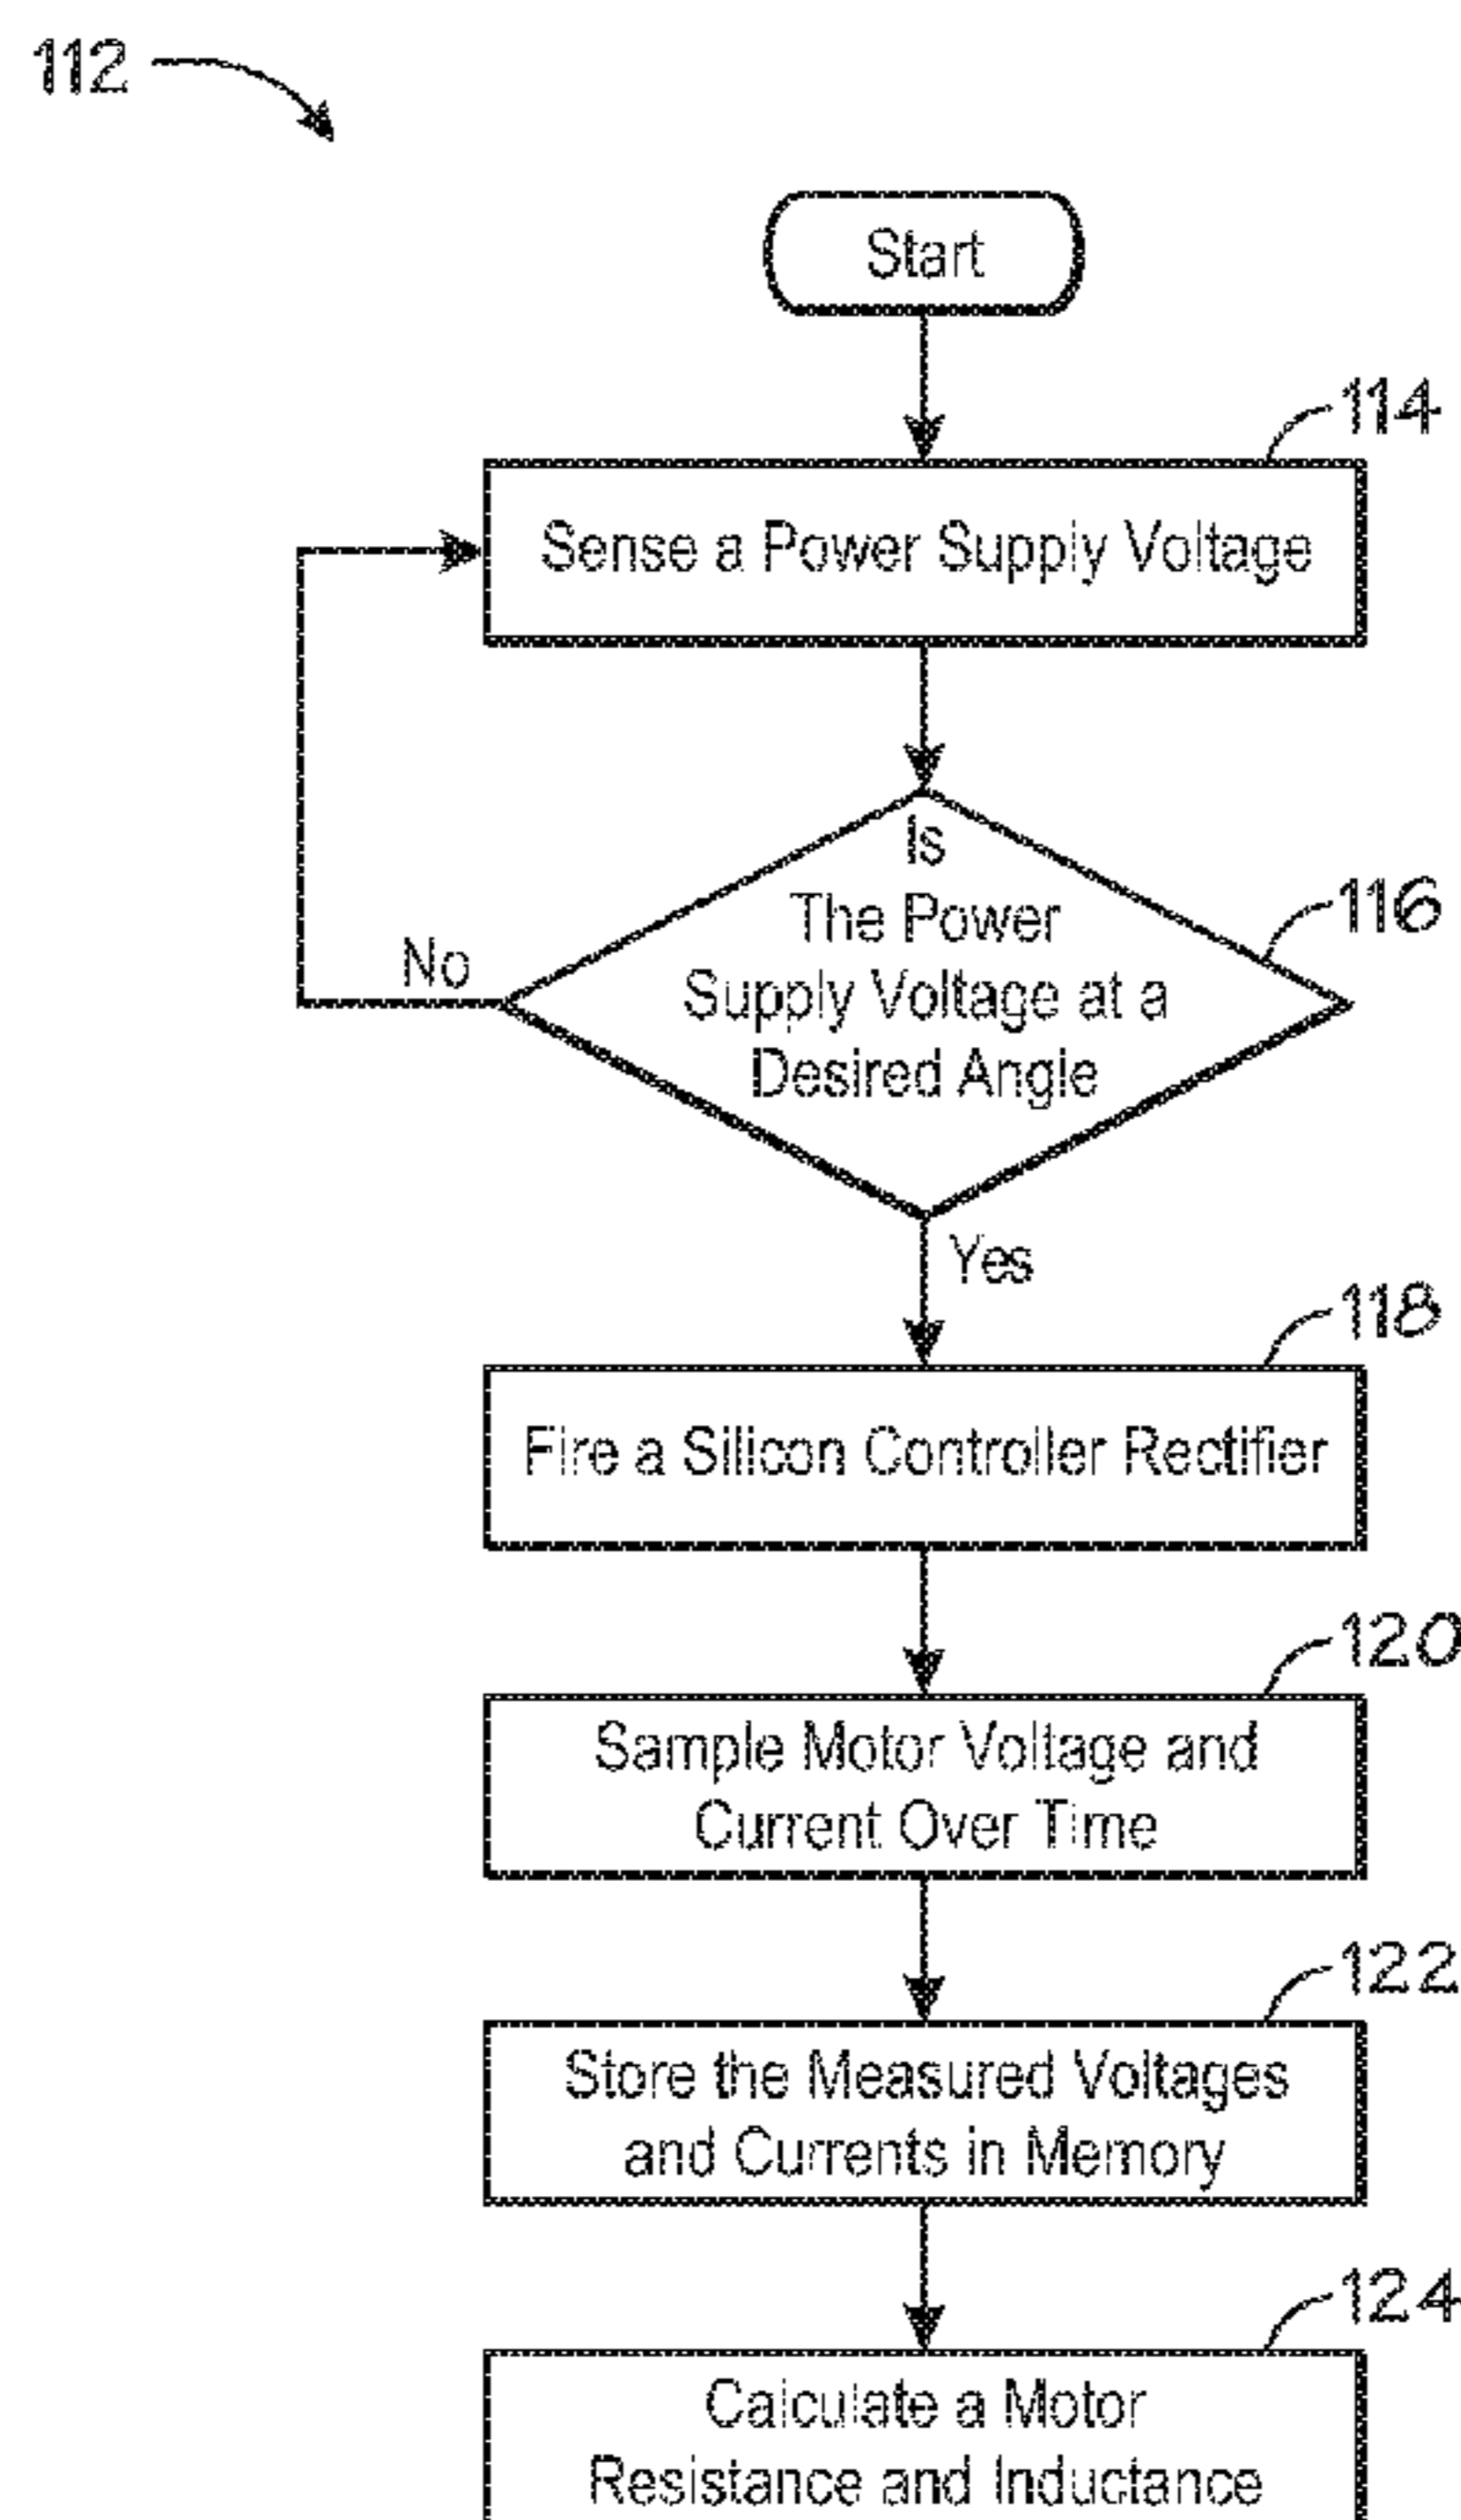 112
Start
114
Sense a Power Supply Voltage
Is
The Power
116
Supply Voltage at a
No
Desired Angle
Yes
118
Fire a Silicon Controller Rectifier
120
Sample Motor Voltage and
Current Over Time
122
Store the Measured Voltages
and Currents in Memory
124
Calculate a Motor
Resistance and Inductance